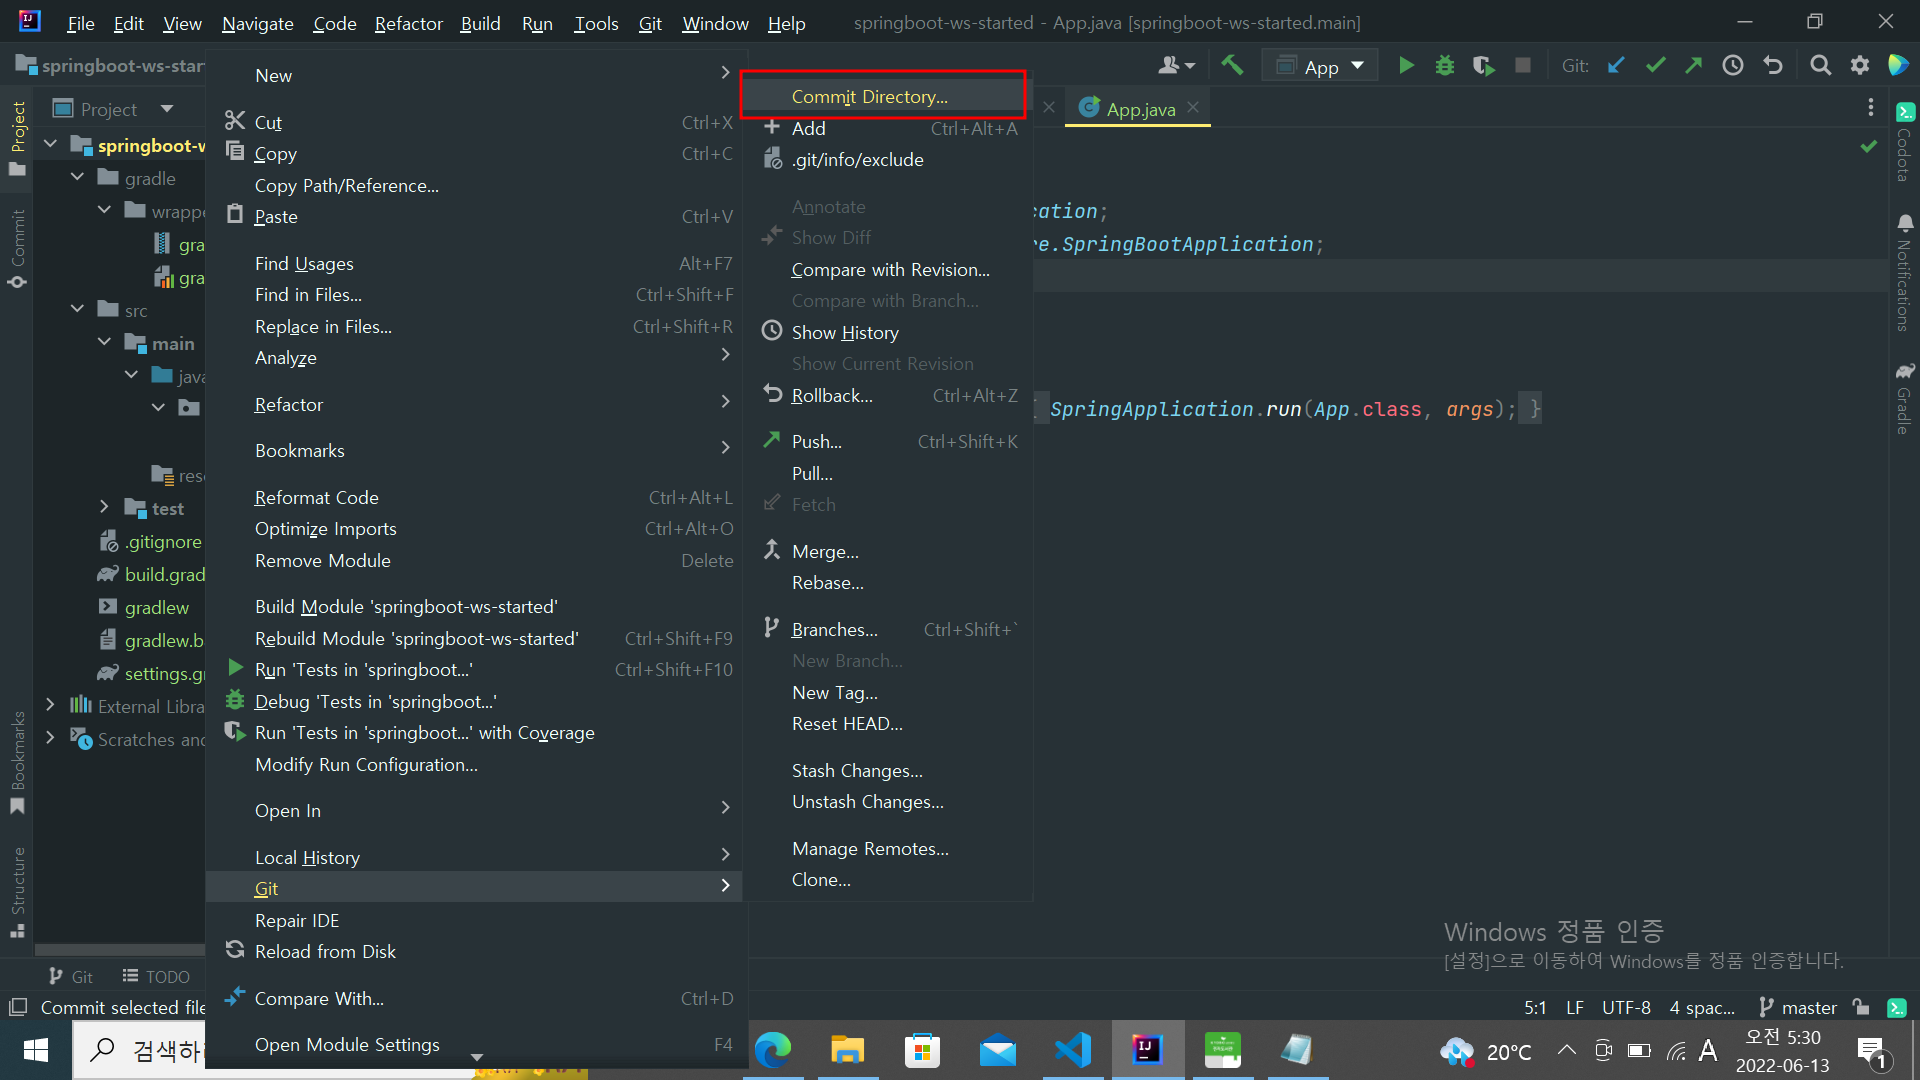 File Edit View Navigate Code Refactor Build Run Tools Git Window Help springboot-ws-started - App.java [springboot-ws-started.main]
springboot-ws-star
App
Git:
Project
Commit
Bookmarks
Structure
Project
springboot-w
gradle
wrappe
gra
gra
src
main
java
res
test
.gitignore
build.grad
gradlew
gradlew.b
settings.gr
External Libra
Scratches and
New
Cut Ctrl+X
Copy Ctrl+C
Copy Path/Reference...
Paste Ctrl+V
Find Usages Alt+F7
Find in Files... Ctrl+Shift+F
Replace in Files... Ctrl+Shift+R
Analyze
Refactor
Bookmarks
Reformat Code Ctrl+Alt+L
Optimize Imports Ctrl+Alt+O
Remove Module Delete
Build Module 'springboot-ws-started'
Rebuild Module 'springboot-ws-started' Ctrl+Shift+F9
Run 'Tests in 'springboot...' Ctrl+Shift+F10
Debug 'Tests in 'springboot...'
Run 'Tests in 'springboot...' with Coverage
Modify Run Configuration...
Open In
Local History
Git
Repair IDE
Reload from Disk
Compare With... Ctrl+D
Open Module Settings F4
Commit Directory...
Add Ctrl+Alt+A
.git/info/exclude
Annotate
Show Diff
Compare with Revision...
Compare with Branch...
Show History
Show Current Revision
Rollback... Ctrl+Alt+Z
Push... Ctrl+Shift+K
Pull...
Fetch
Merge...
Rebase...
Branches... Ctrl+Shift+`
New Branch...
New Tag...
Reset HEAD...
Stash Changes...
Unstash Changes...
Manage Remotes...
Clone...
App.java
cation;
re.SpringBootApplication;
{ SpringApplication.run(App.class, args); }
Codota
Notifications
Gradle
Windows 정품 인증
[설정]으로 이동하여 Windows를 정품 인증합니다.
Git TODO
Commit selected file
5:1 LF UTF-8 4 spac... master
검색하
20°C
A
오전 5:30
2022-06-13
1